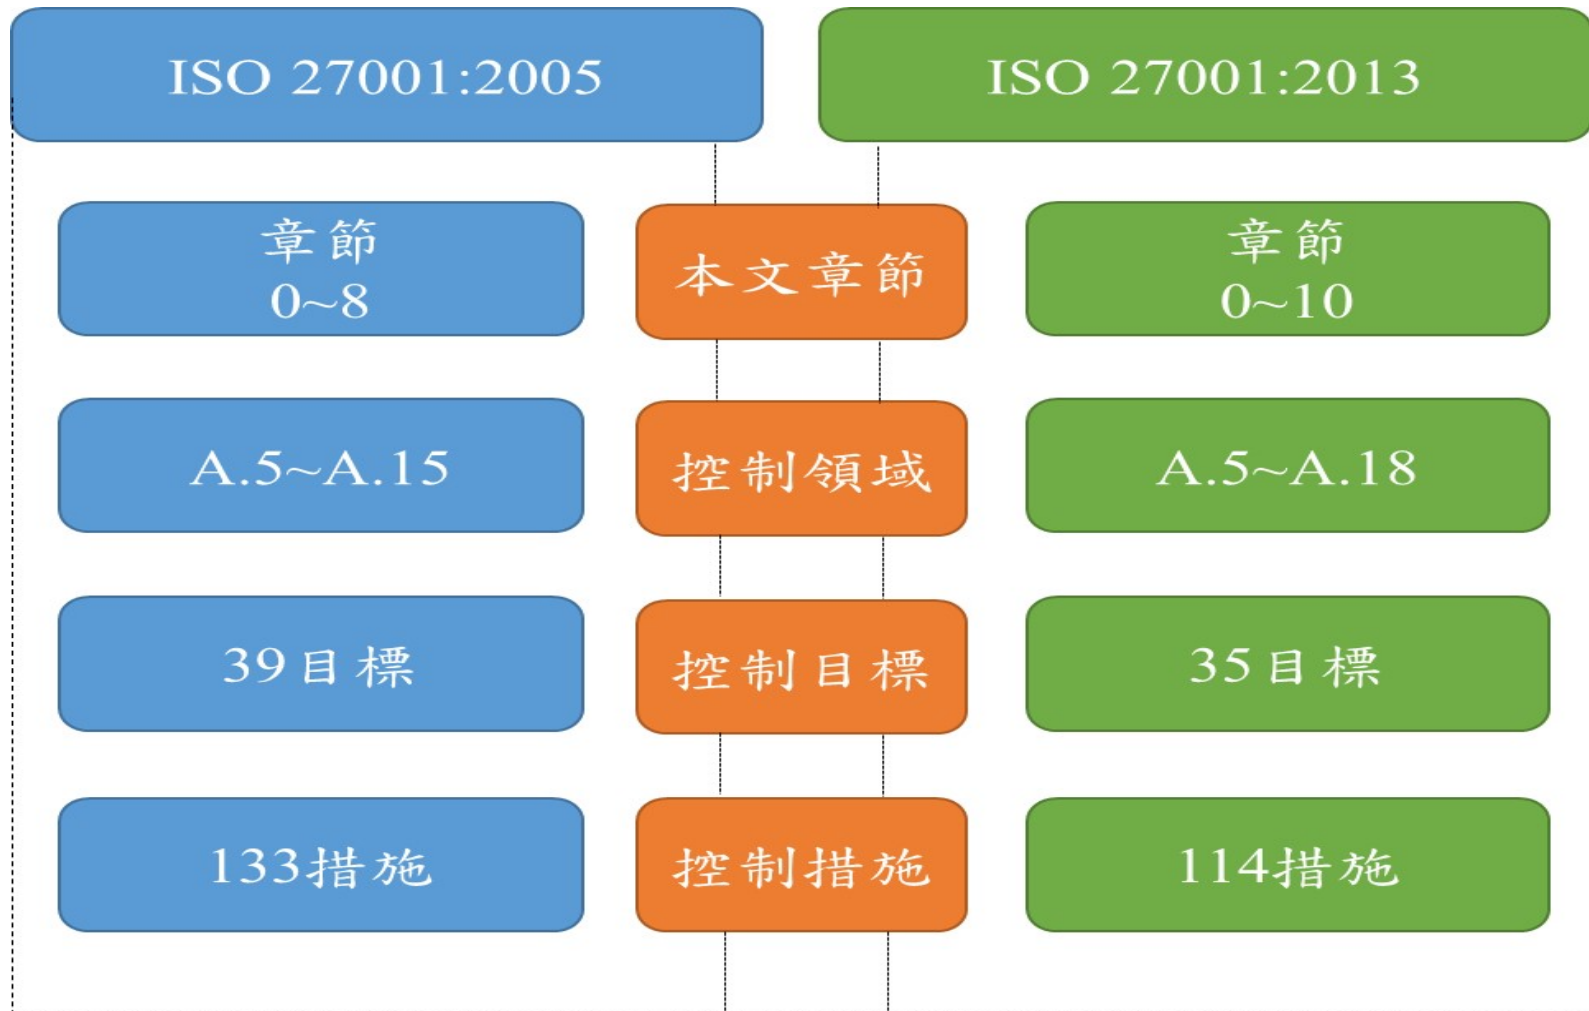 ISO 27001:2005
ISO 27001:2013
章節
0~8
本文章節
章節
0~10
A.5~A.15
控制領域
A.5~A.18
39目標
控制目標
35目標
133措施
控制措施
114措施